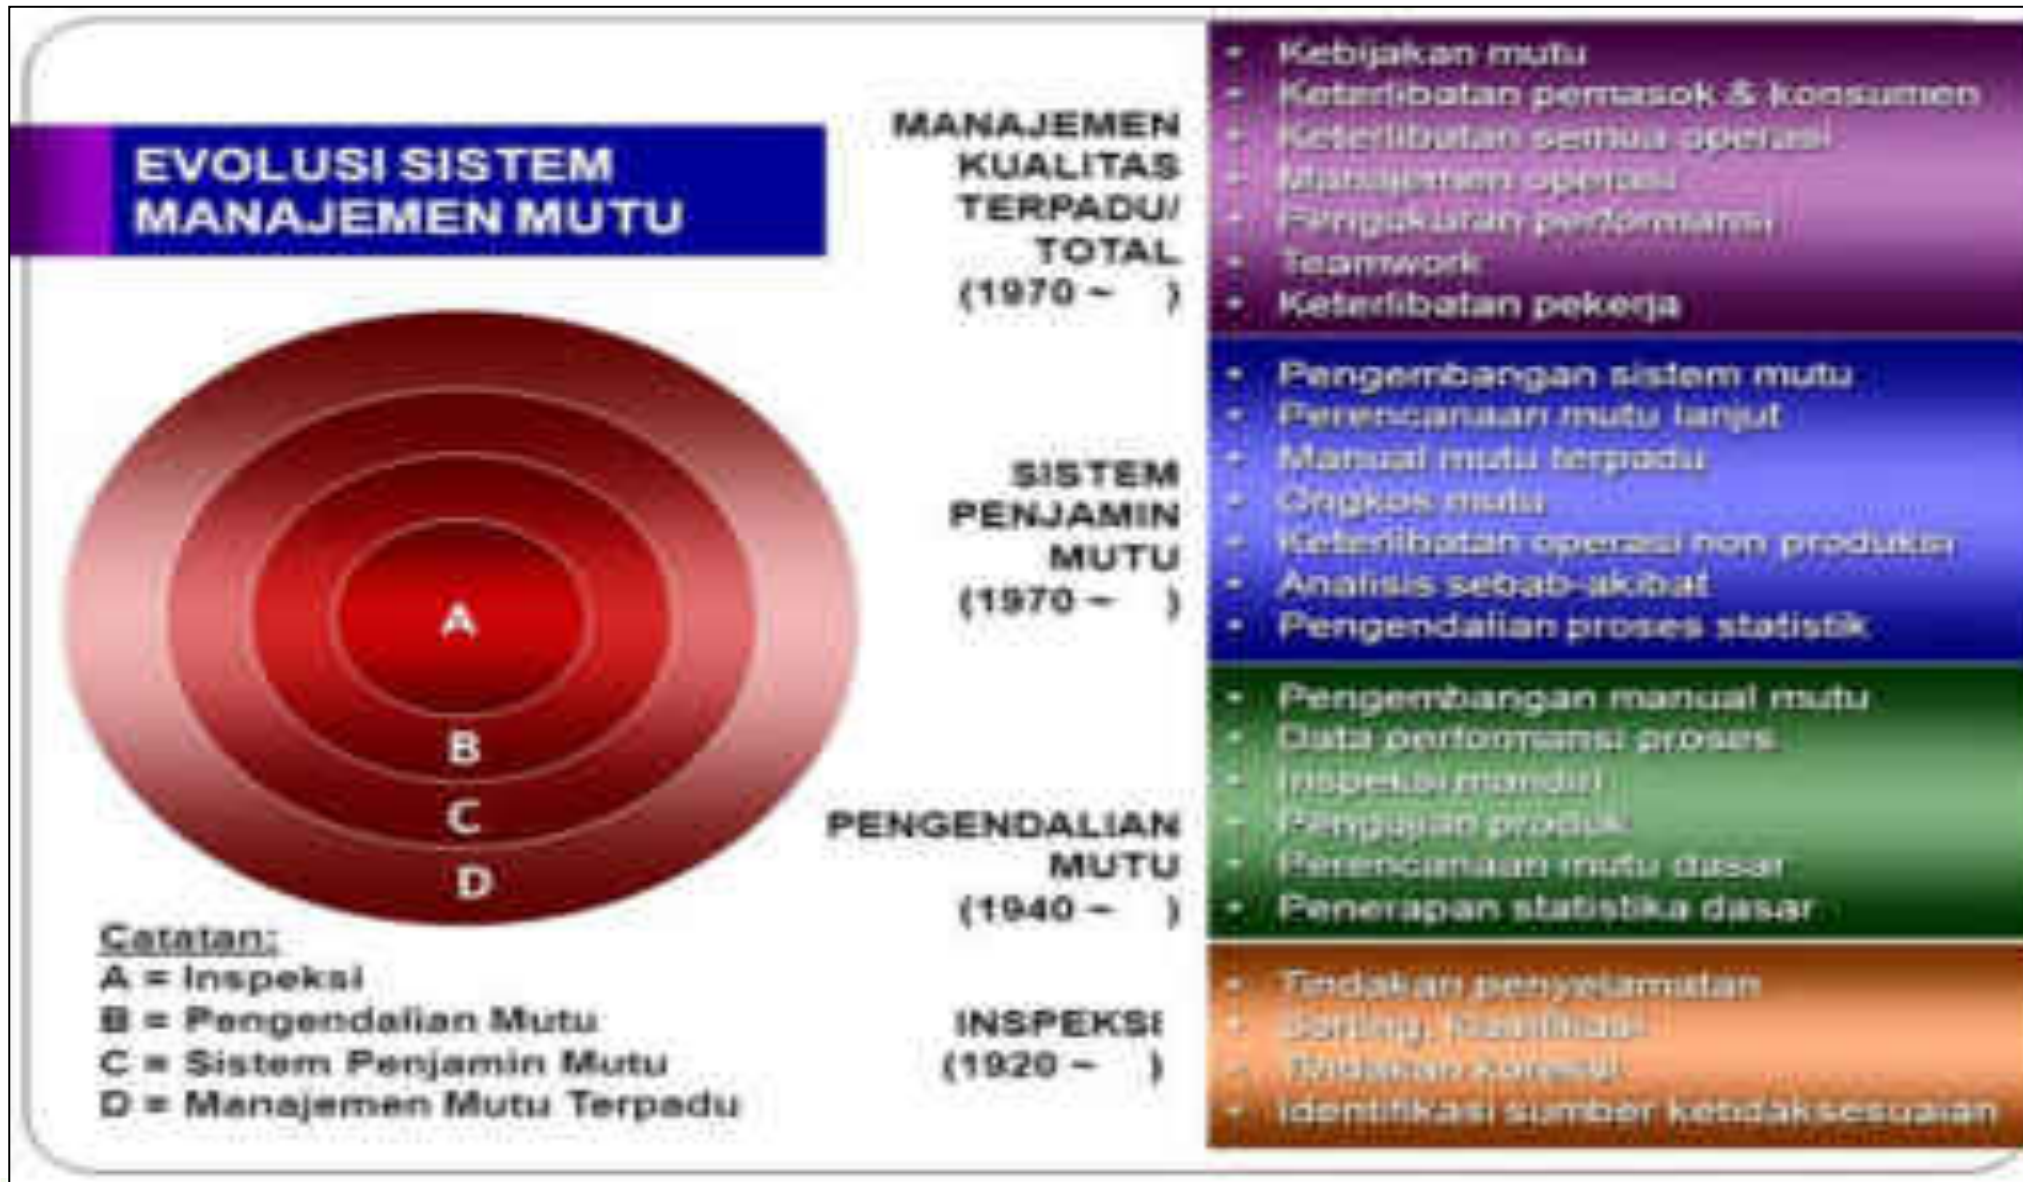 EVOLUSI SISTEM
MANAJEMEN MUTU
A
B
C
D
Catatan:
A = Inspeksi
B = Pengendalian Mutu
C = Sistem Penjamin Mutu
D = Manajemen Mutu Terpadu
MANAJEMEN
KUALITAS
TERPADU/
TOTAL
(1970 ~ )
• Kebijakan mutu
• Keterlibatan pemasok & konsumen
• Keterlibatan semua operasi
• Manajemen operasi
• Pengukuran performansi
• Teamwork
• Keterlibatan pekerja
SISTEM
PENJAMIN
MUTU
(1970 ~ )
• Pengembangan sistem mutu
• Perencanaan mutu lanjut
• Manual mutu terpadu
• Ongkos mutu
• Keterlibatan operasi non produksi
• Analisis sebab-akibat
• Pengendalian proses statistik
PENGENDALIAN
MUTU
(1940 ~ )
• Pengembangan manual mutu
• Data performansi proses
• Inspeksi mandiri
• Pengujian produk
• Perencanaan mutu dasar
• Penerapan statistika dasar
INSPEKSI
(1920 ~ )
• Tindakan penyelamatan
• Sorting,
• Tindakan koreksi
• Identifikasi sumber ketidaksesuaian